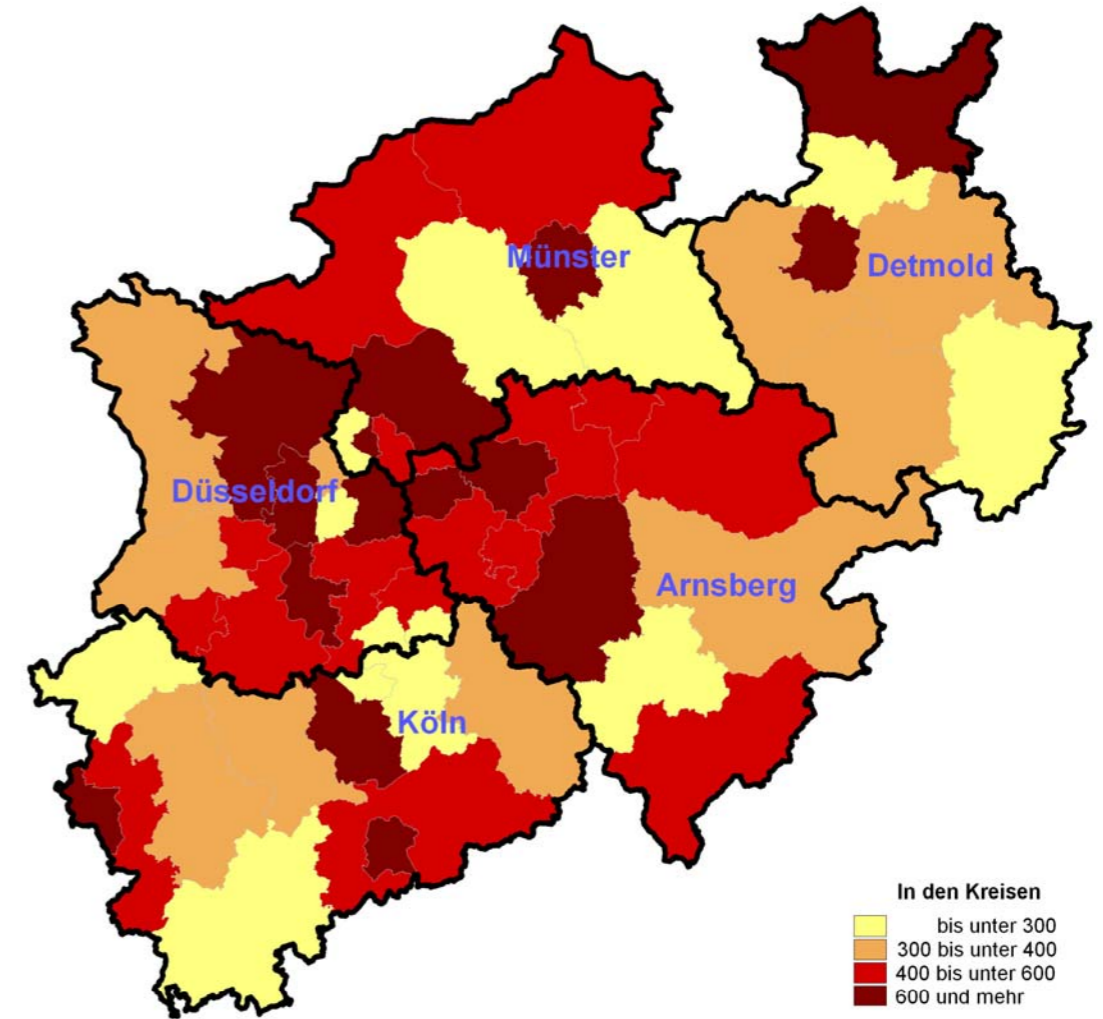 Münster
Detmold
Düsseldorf
Arnsberg
Köln
In den Kreisen
bis unter 300
300 bis unter 400
400 bis unter 600
600 und mehr